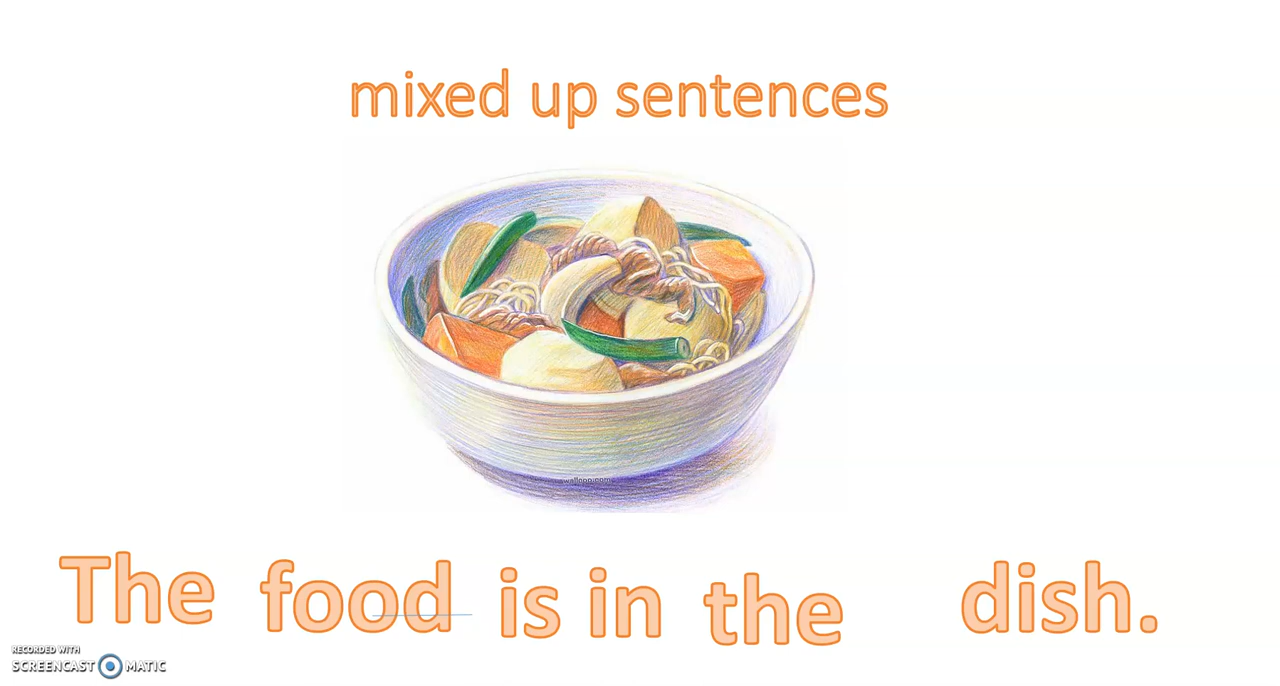 mixed up sentences
The food is in the dish.
RECORDED WITH
SCREENCAST MATIC